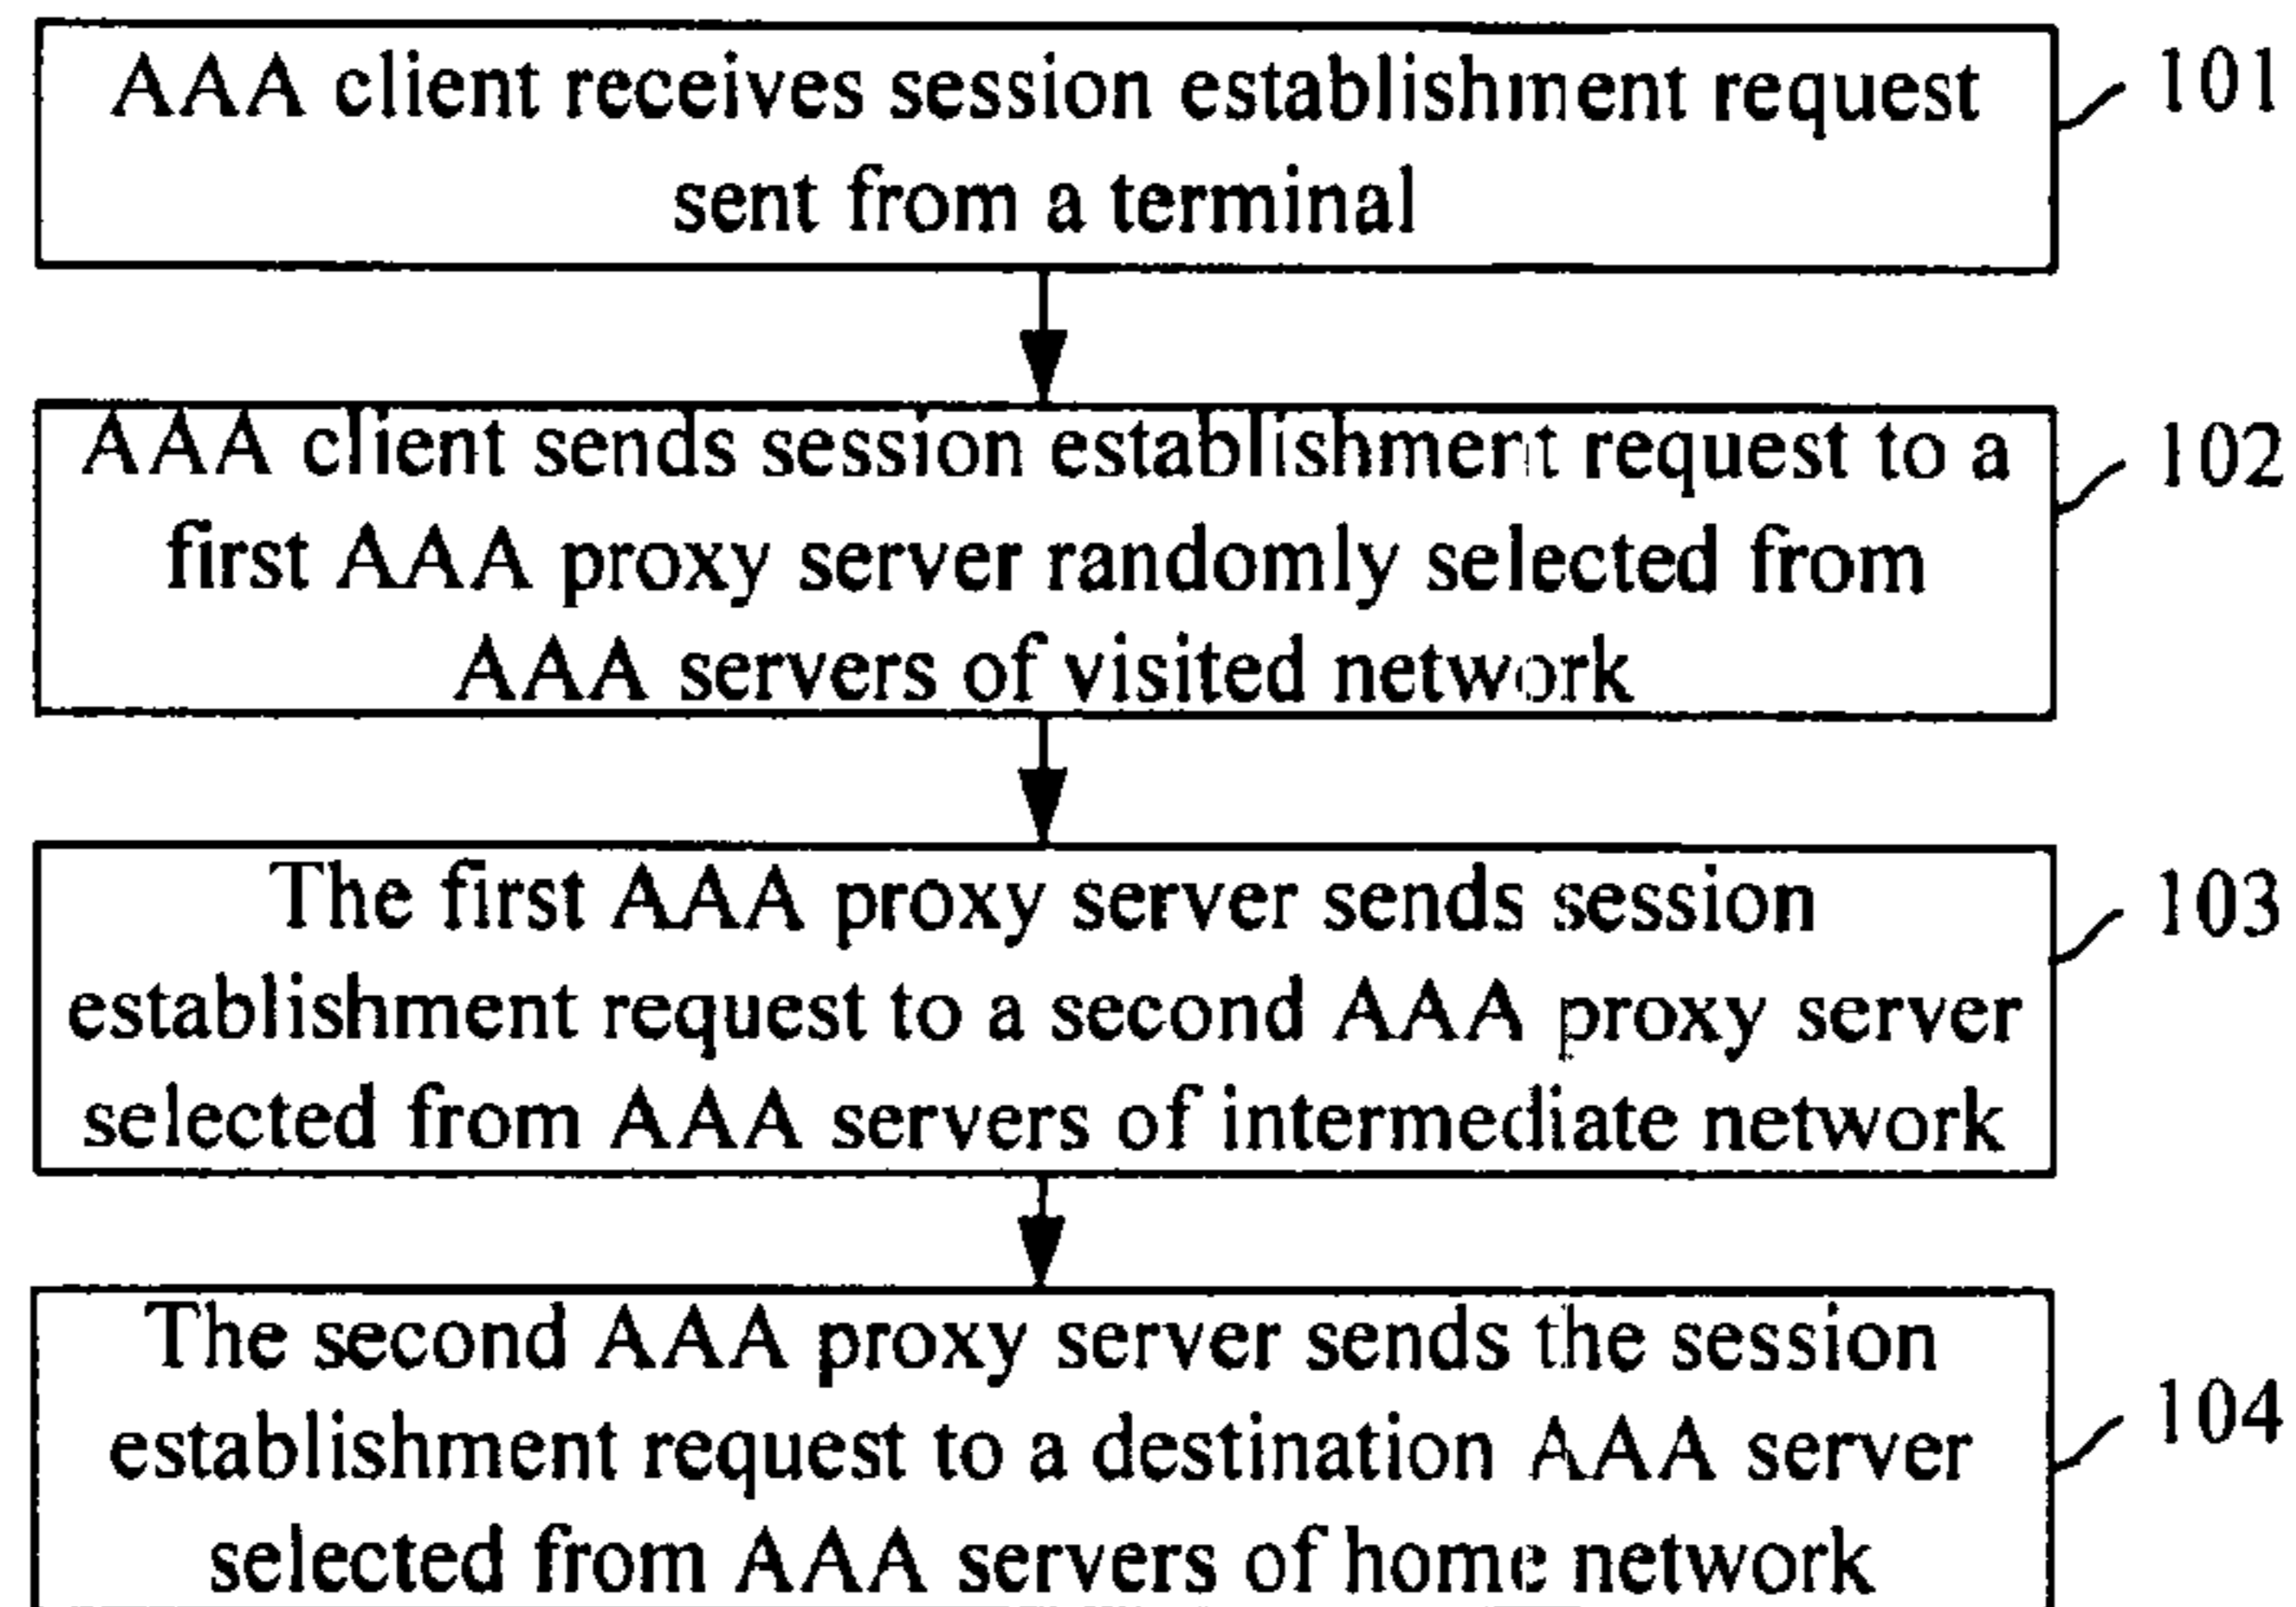 AAA client receives session establishment request
sent from a terminal
101
AAA client sends session establishment request to a
first AAA proxy server randomly selected from
AAA servers of visited network
102
The first AAA proxy server sends session
establishment request to a second AAA proxy server
selected from AAA servers of intermediate network
103
The second AAA proxy server sends the session
establishment request to a destination AAA server
selected from AAA servers of home network
104